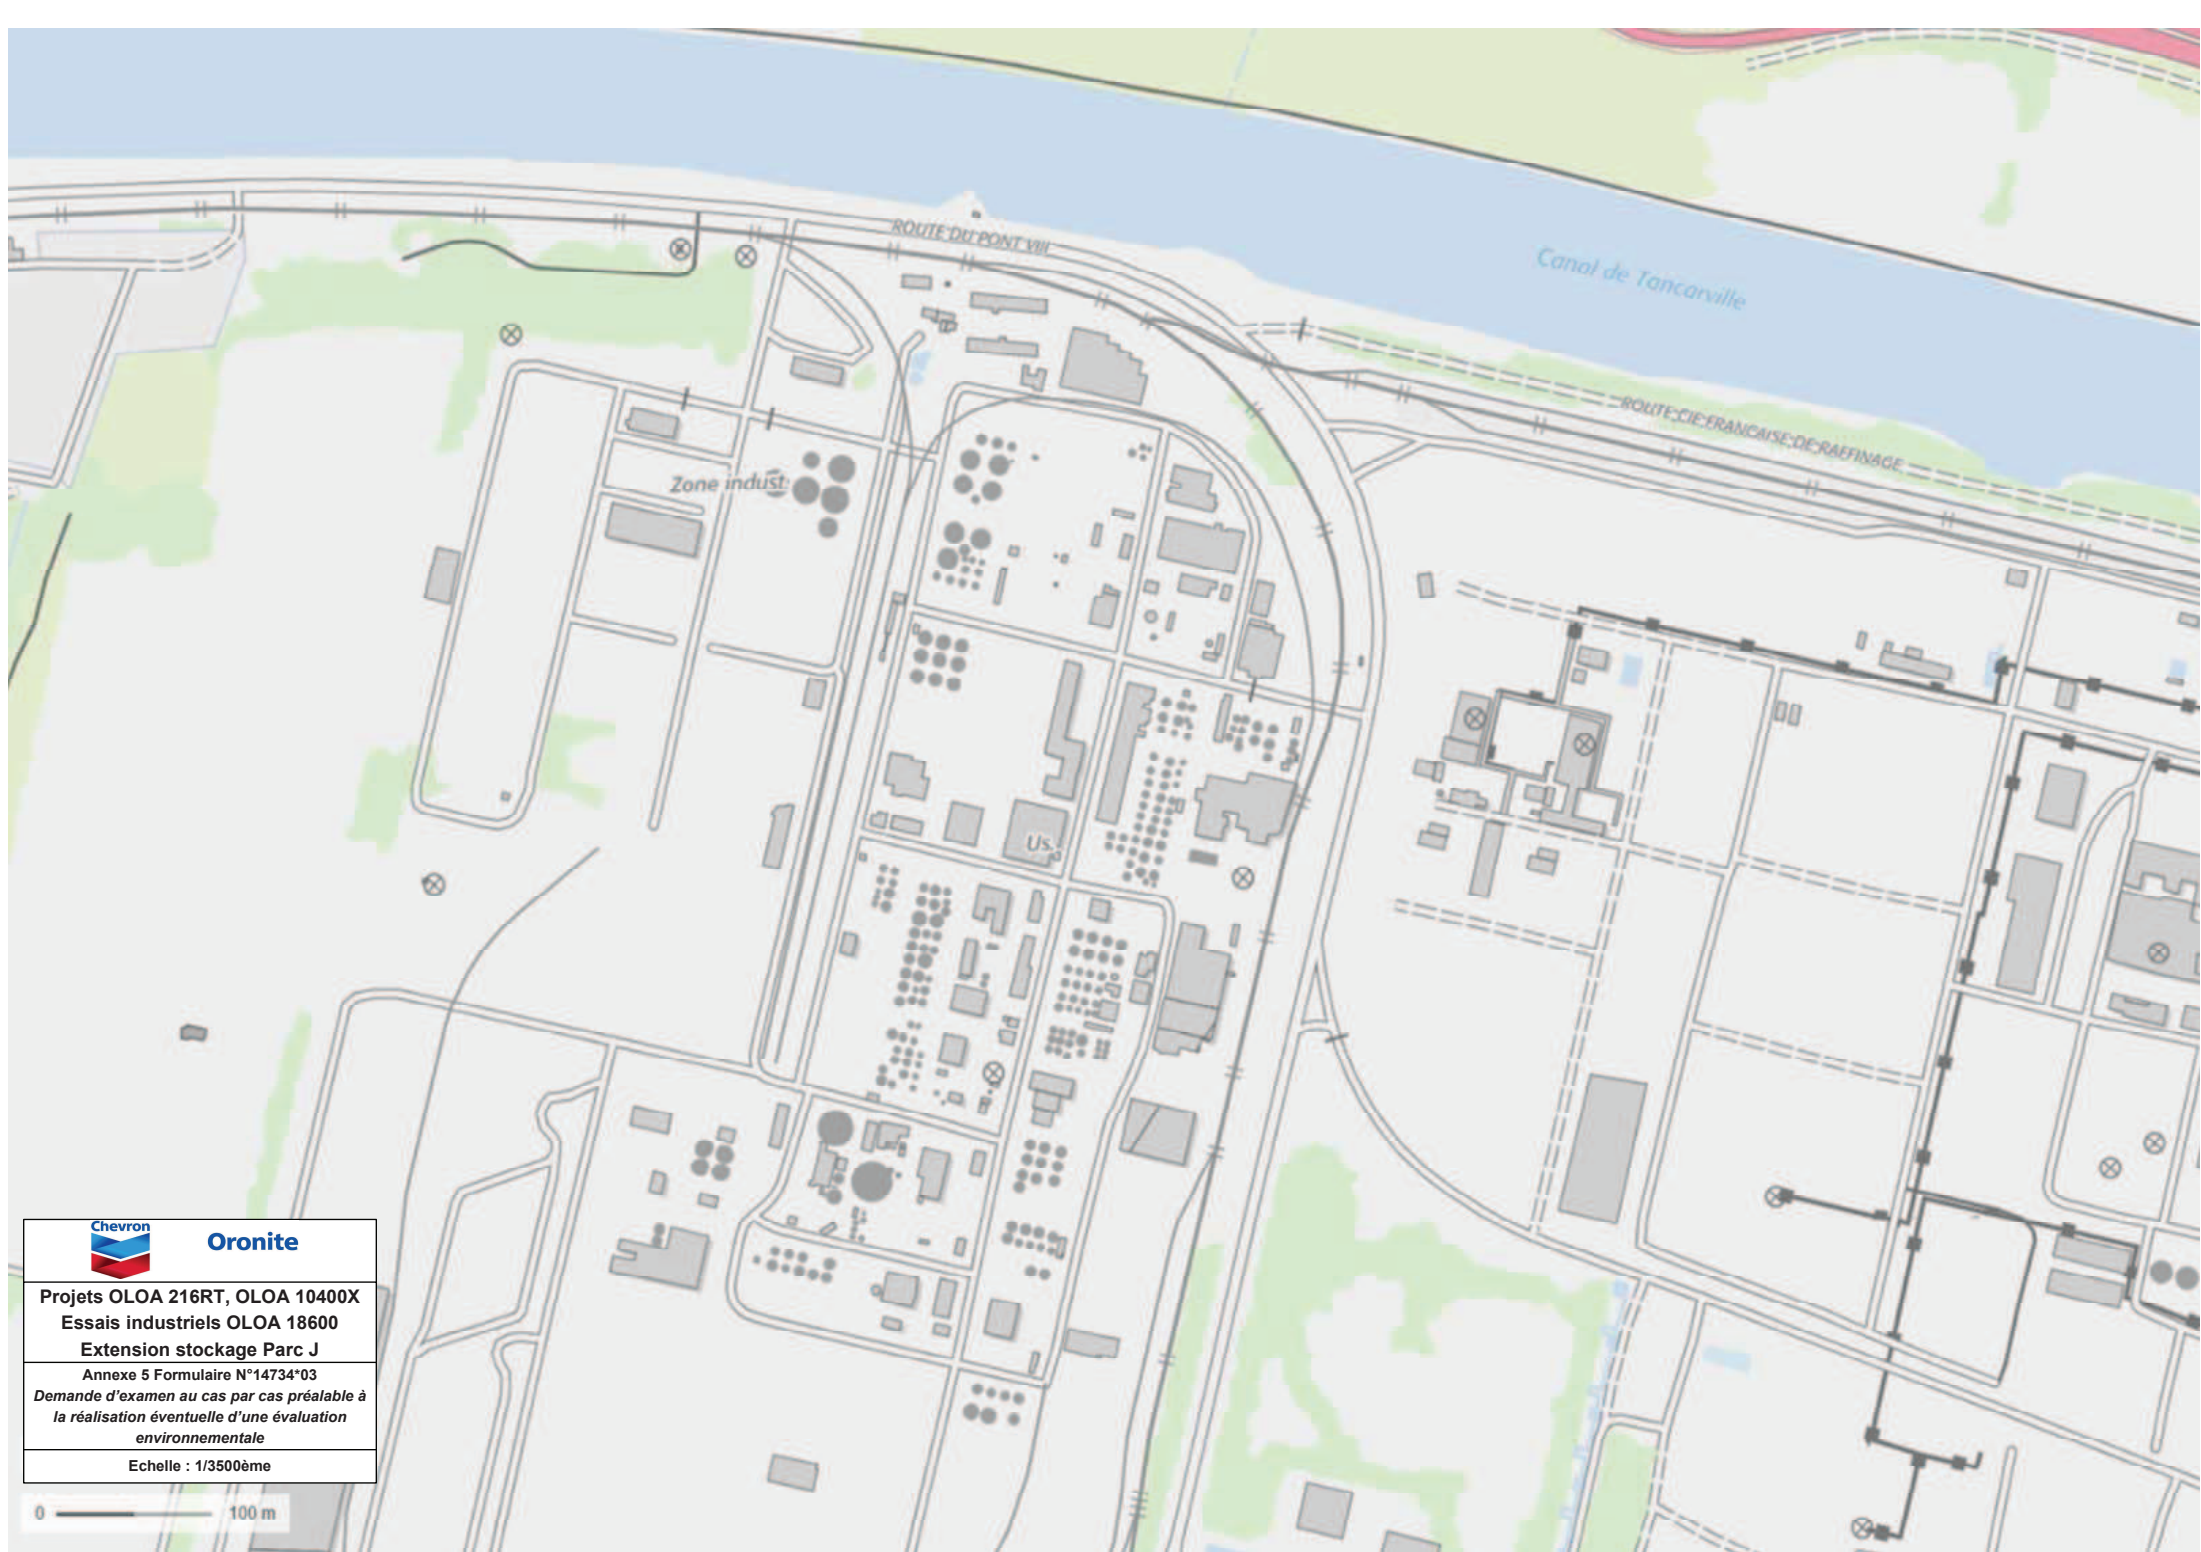 ROUTE DU PONT VIII
Canal de Tancarville
ROUTE CIE FRANCAISE DE RAFFINAGE
Zone indust
Us.
Chevron
Oronite
Projets OLOA 216RT, OLOA 10400X
Essais industriels OLOA 18600
Extension stockage Parc J
Annexe 5 Formulaire N°14734*03
Demande d'examen au cas par cas préalable à
la réalisation éventuelle d'une évaluation
environnementale
Echelle : 1/3500ème
0 100 m